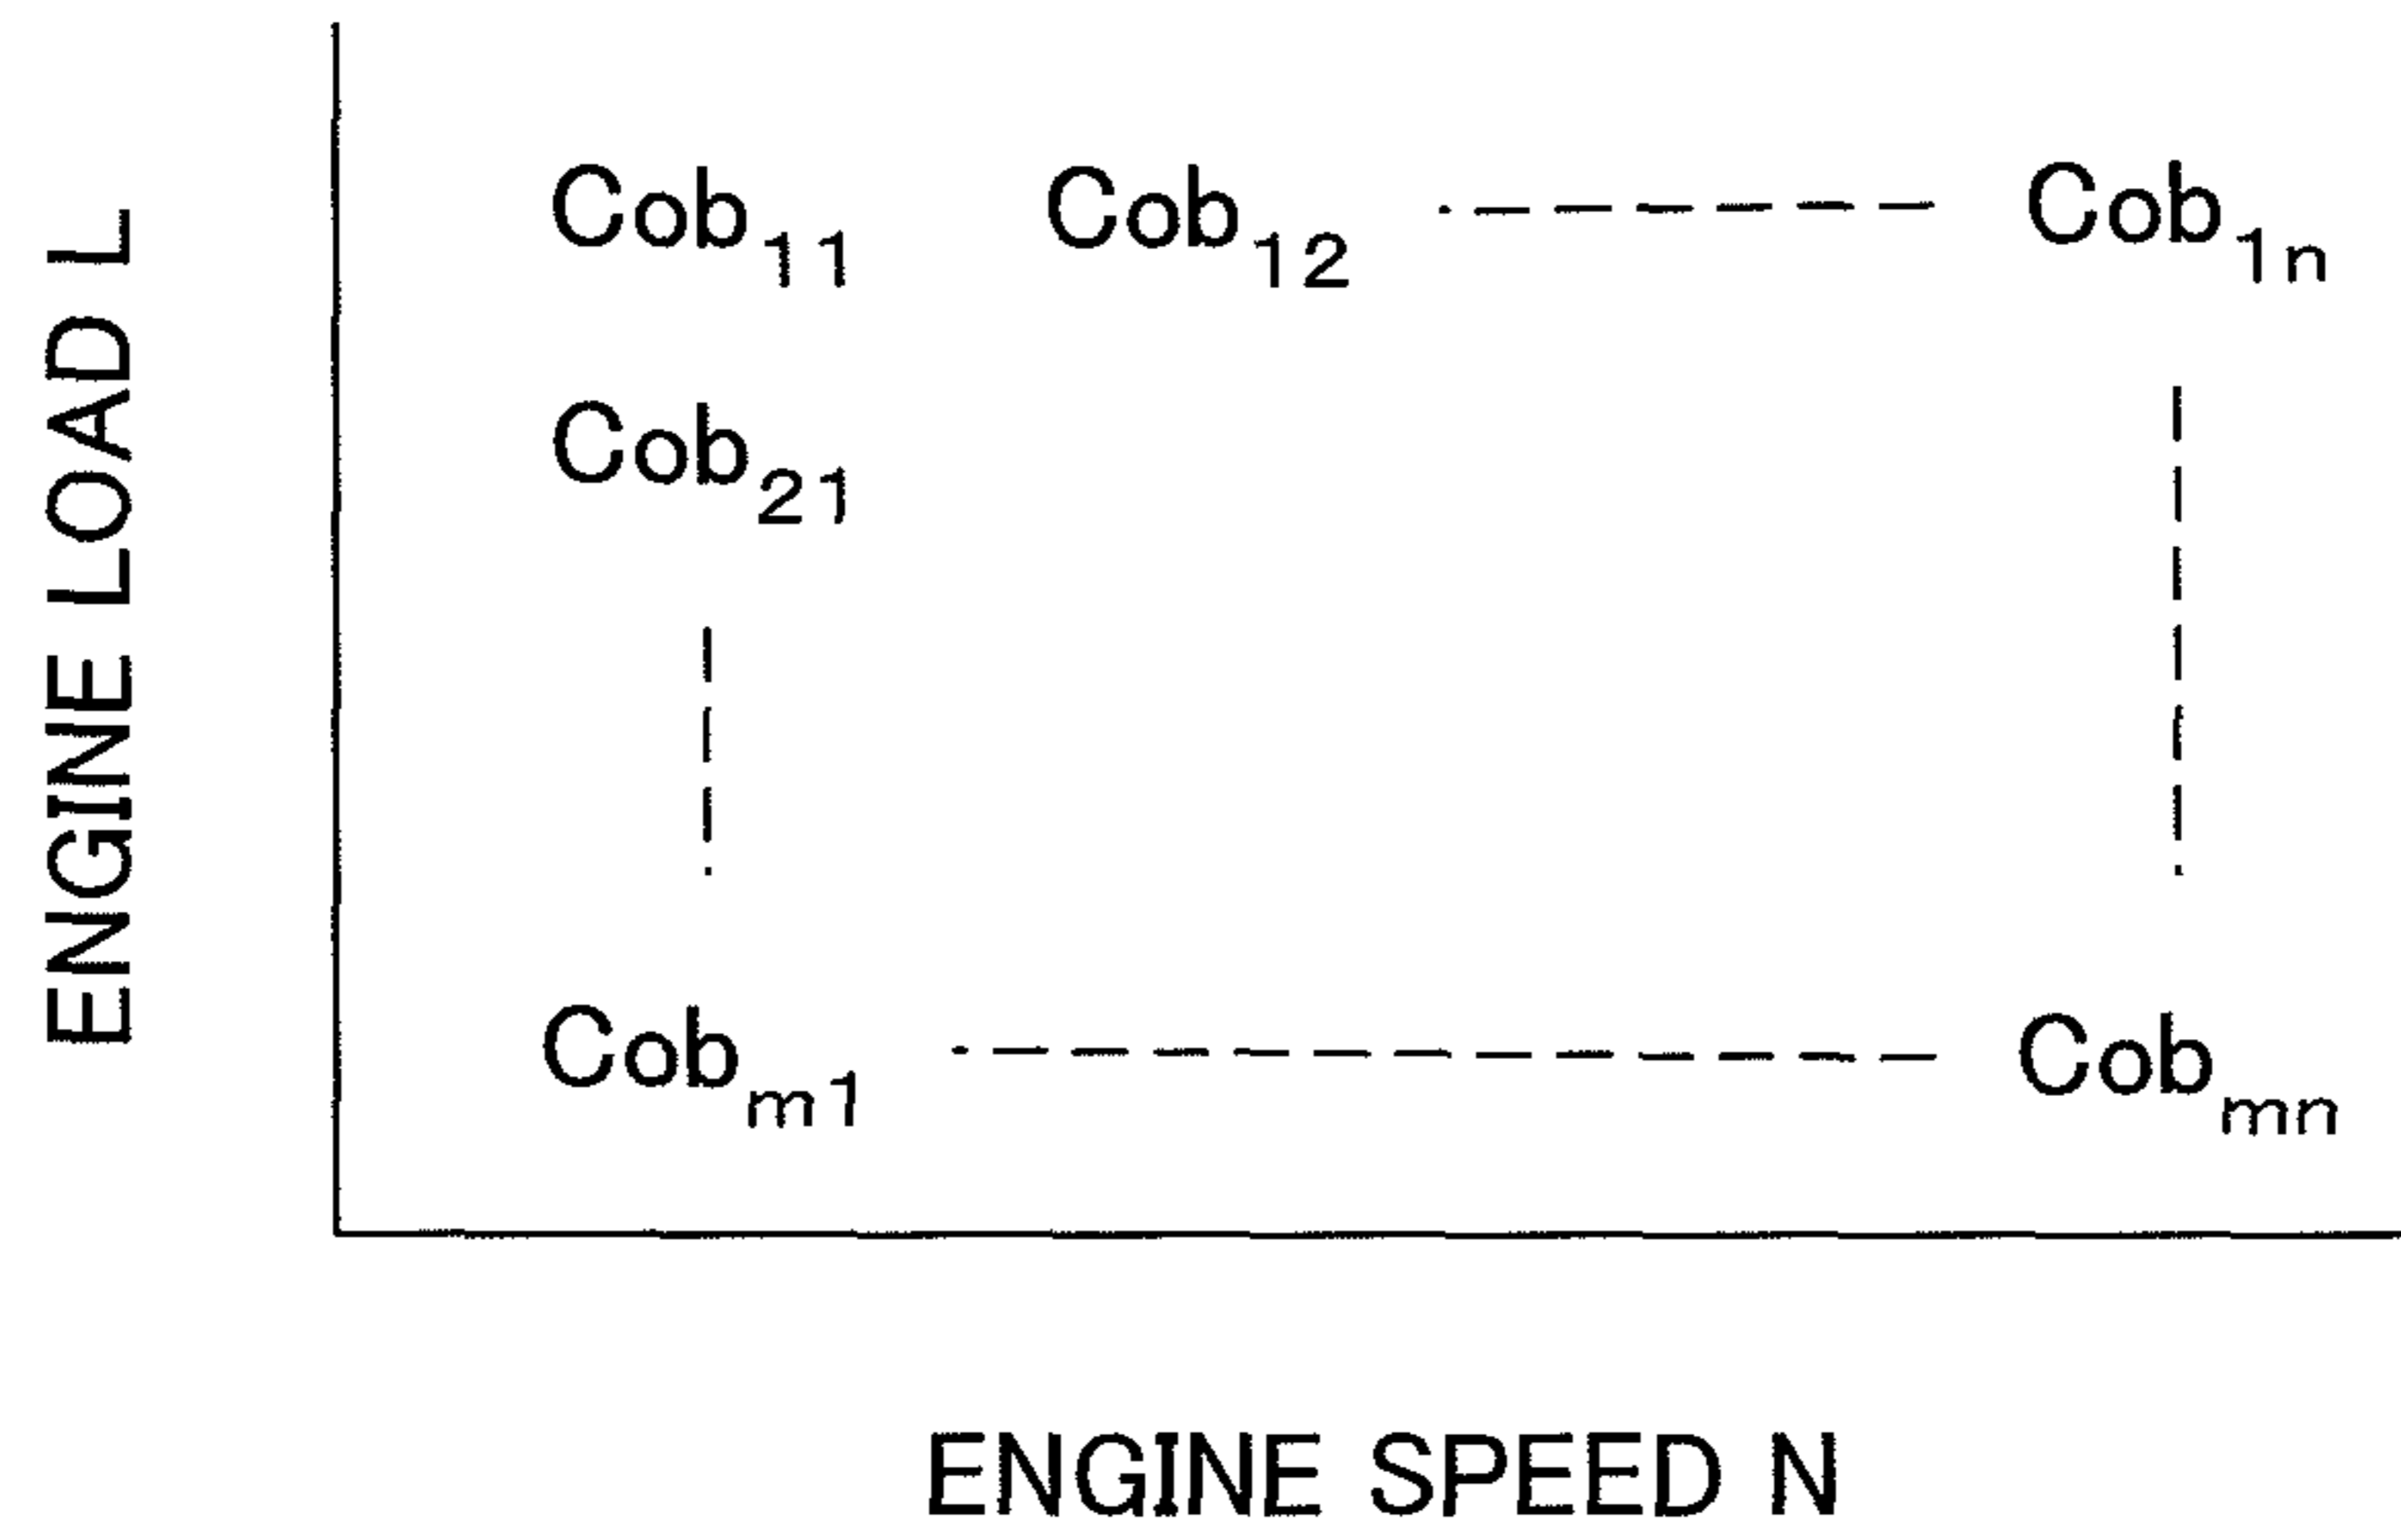 ENGINE LOAD L
Cob₁₁ Cob₁₂ Cob₁ₙ
Cob₂₁
Cobₘ₁ Cobₘₙ
ENGINE SPEED N